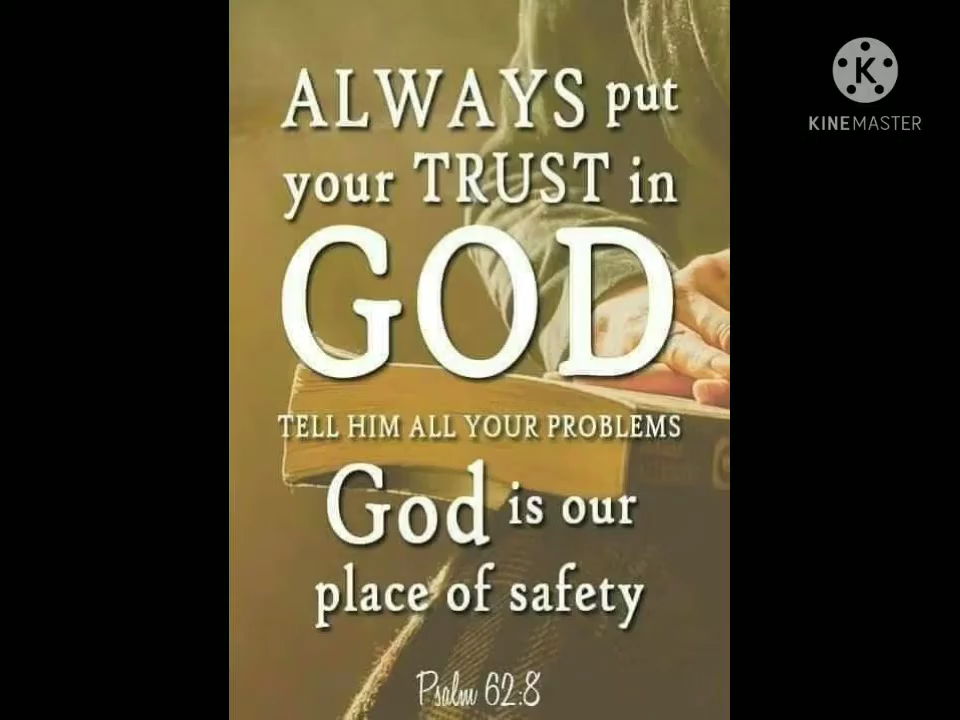 ALWAYS put
your TRUST in
GOD
TELL HIM ALL YOUR PROBLEMS
God is our
place of safety
Psalm 62:8
K
KINEMASTER